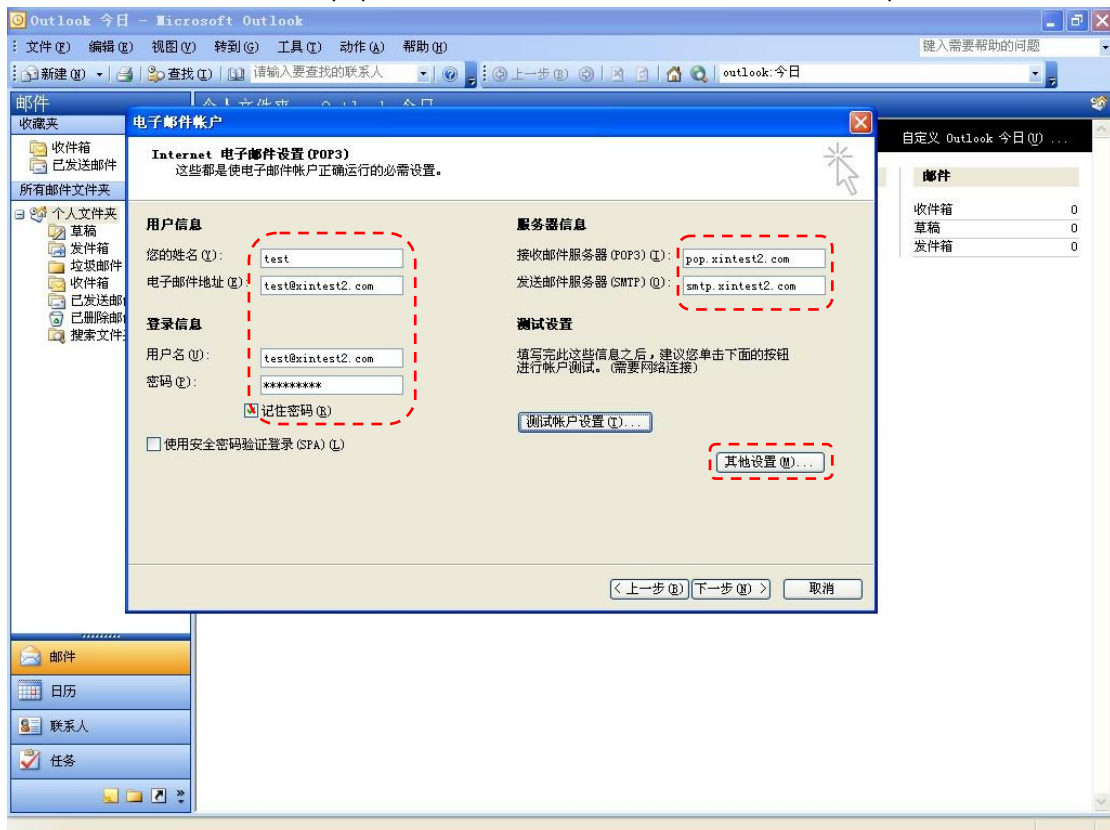 Outlook 今日 - Microsoft Outlook
文件(F) 编辑(E) 视图(V) 转到(G) 工具(T) 动作(A) 帮助(H) 键入需要帮助的问题
新建(N) 查找(I) 请输入要查找的联系人 上一步(B) outlook:今日
邮件
收藏夹
收件箱
已发送邮件
所有邮件文件夹
个人文件夹
草稿
发件箱
垃圾邮件
收件箱
已发送邮
已删除邮
搜索文件
邮件
日历
联系人
任务
自定义 Outlook 今日(U) ...
邮件
收件箱 0
草稿 0
发件箱 0
电子邮件帐户
Internet 电子邮件设置(POP3)
这些都是使电子邮件帐户正确运行的必需设置。
用户信息
您的姓名(Y): test
电子邮件地址(E): test@xintest2.com
登录信息
用户名(U): test@xintest2.com
密码(P): *********
记住密码(R)
使用安全密码验证登录(SPA)(L)
服务器信息
接收邮件服务器(POP3)(I): pop.xintest2.com
发送邮件服务器(SMTP)(O): smtp.xintest2.com
测试设置
填写完此这些信息之后，建议您单击下面的按钮
进行帐户测试。(需要网络连接)
测试帐户设置(T)...
其他设置(M)...
< 上一步(B) 下一步(N) > 取消